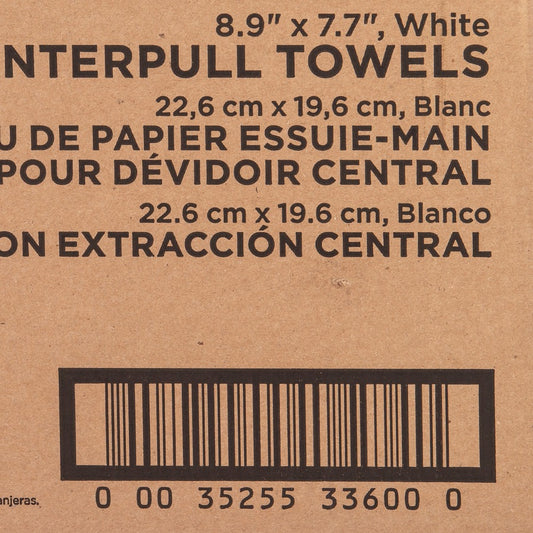 8.9" x 7.7", White
NTERPULL TOWELS
22,6 cm x 19,6 cm, Blanc
U DE PAPIER ESSUIE-MAIN
POUR DÉVIDOIR CENTRAL
22.6 cm x 19.6 cm, Blanco
ON EXTRACCIÓN CENTRAL
anjeras.
0 00 35255 33600 0